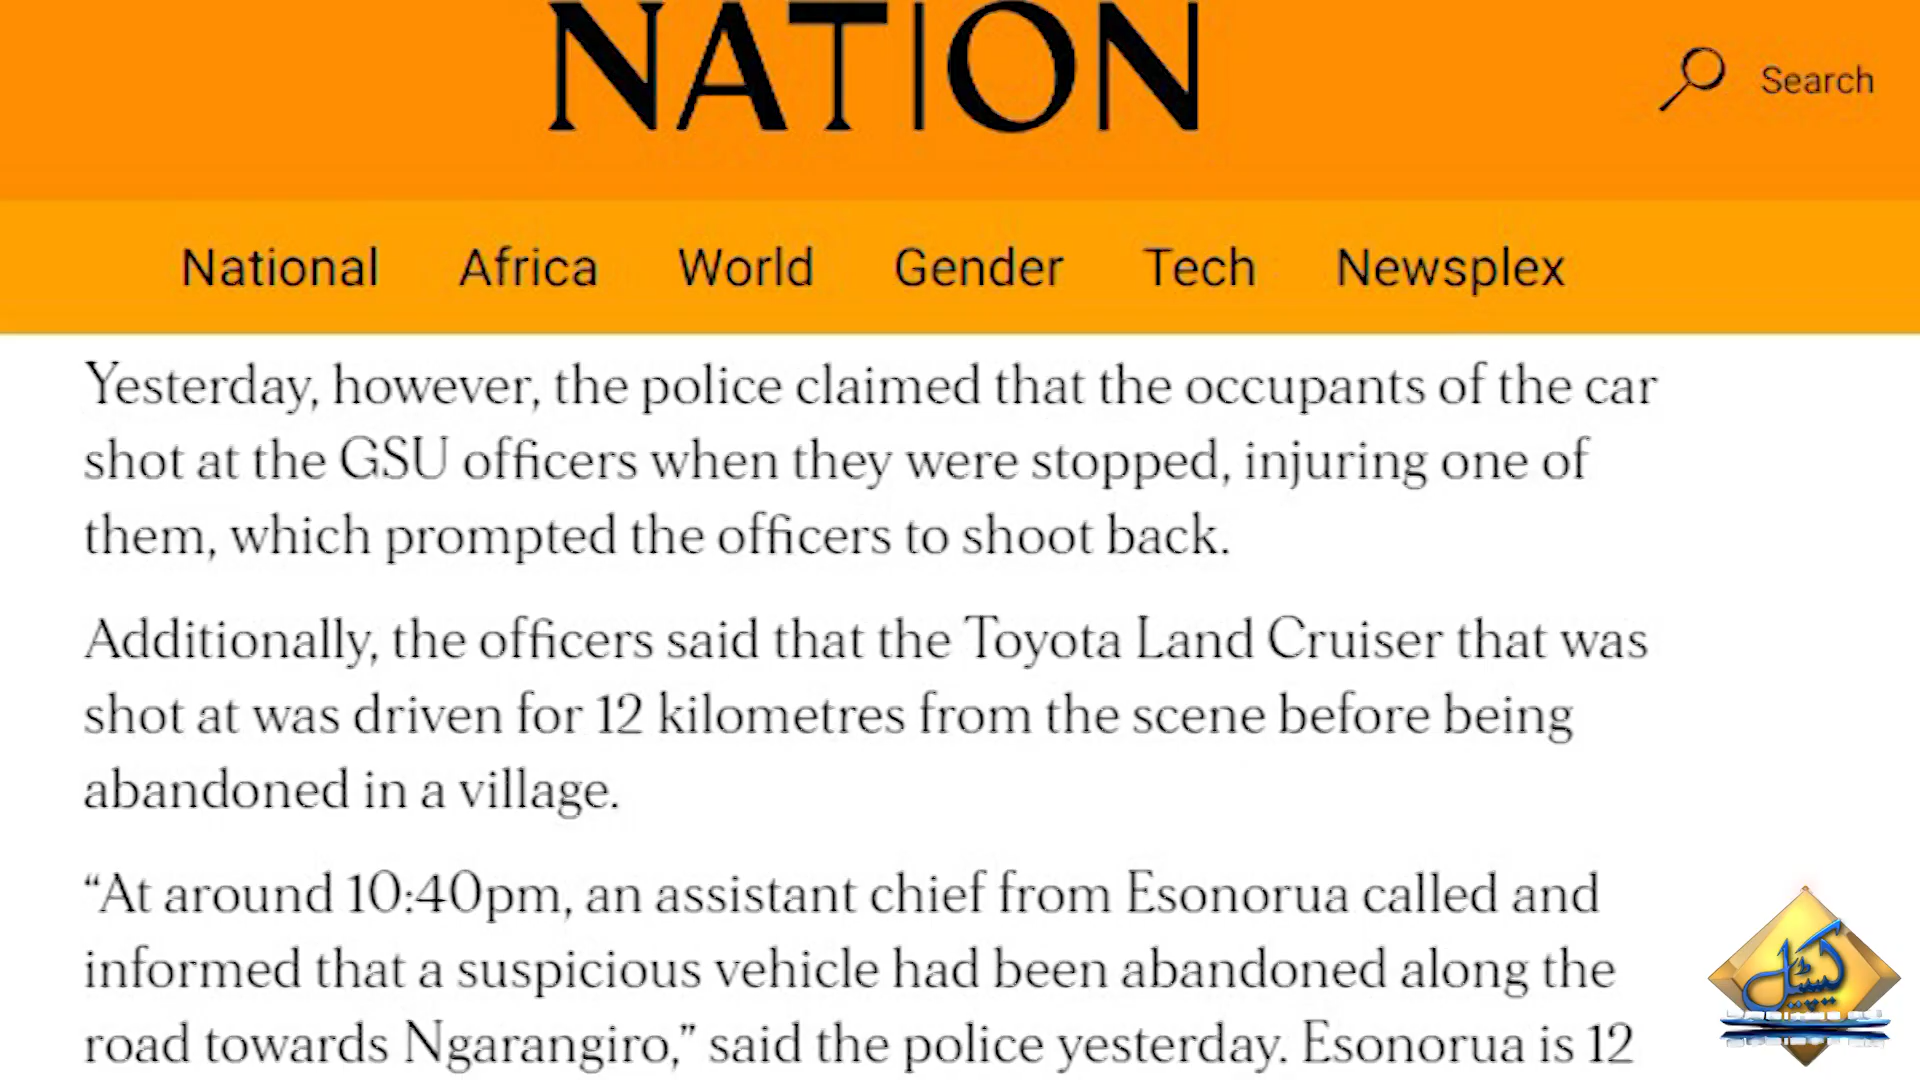 NATION
Search
National Africa World Gender Tech Newsplex
Yesterday, however, the police claimed that the occupants of the car
shot at the GSU officers when they were stopped, injuring one of
them, which prompted the officers to shoot back.
Additionally, the officers said that the Toyota Land Cruiser that was
shot at was driven for 12 kilometres from the scene before being
abandoned in a village.
“At around 10:40pm, an assistant chief from Esonorua called and
informed that a suspicious vehicle had been abandoned along the
road towards Ngarangiro,” said the police yesterday. Esonorua is 12
کیپیٹل